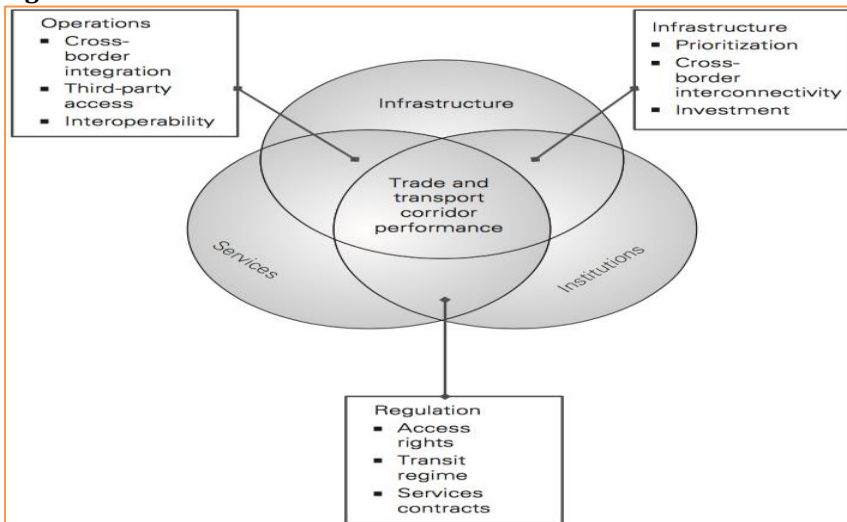 Operations
▪ Cross-
border
integration
▪ Third-party
access
▪ Interoperability
Infrastructure
▪ Prioritization
▪ Cross-
border
interconnectivity
▪ Investment
Infrastructure
Trade and
transport
corridor
performance
Services
Institutions
Regulation
▪ Access
rights
▪ Transit
regime
▪ Services
contracts